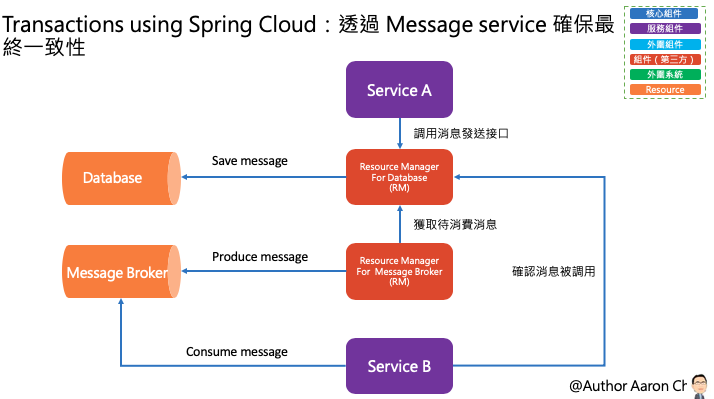 Transactions using Spring Cloud：透過 Message service 確保最
終一致性
核心組件
服務組件
外圍組件
組件（第三方）
外圍系統
Resource
Service A
調用消息發送接口
Save message
Resource Manager
For Database
(RM)
Database
獲取待消費消息
Produce message
Resource Manager
For Message Broker
(RM)
Message Broker
確認消息被調用
Consume message
Service B
@Author Aaron Ch